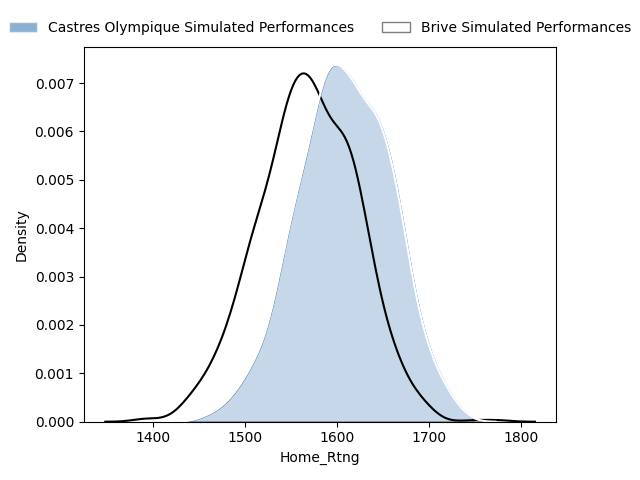 Castres Olympique Simulated Performances Brive Simulated Performances
0.007
0.006
0.005
0.004
0.003
0.002
0.001
0.000
Density
1400 1500 1600 1700 1800
Home_Rtng